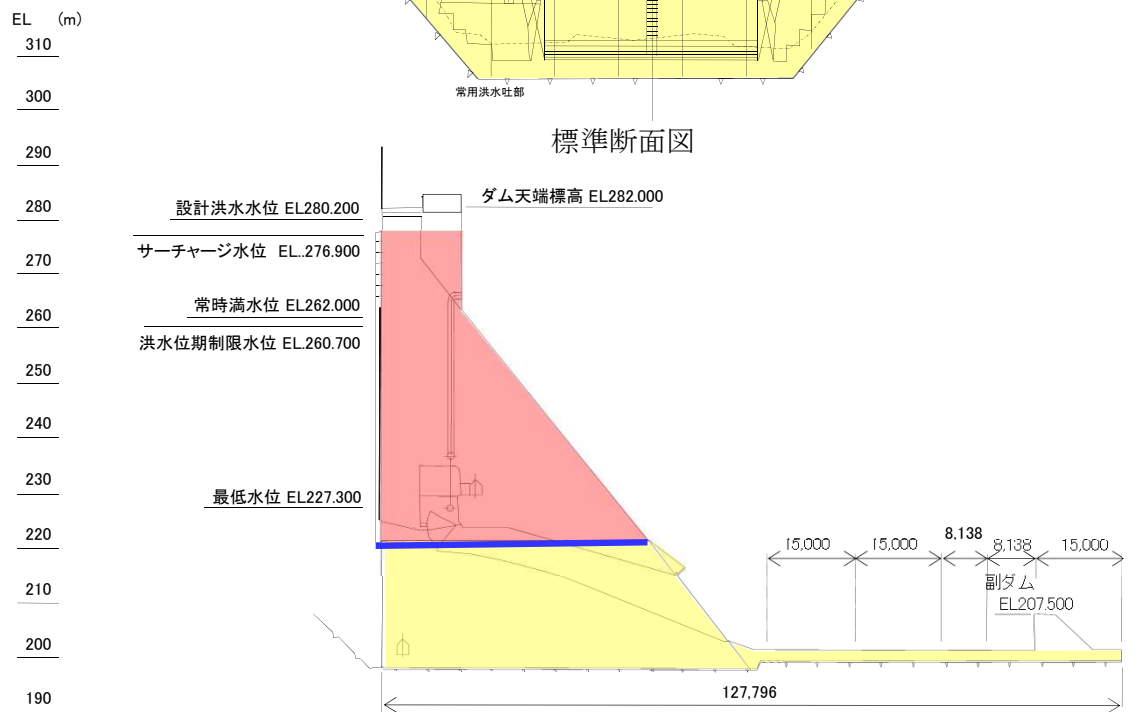 EL (m)
310
300
290
280
270
260
250
240
230
220
210
200
190
常用洪水吐部
標準断面図
ダム天端標高 EL282.000
設計洪水水位 EL280.200
サーチャージ水位 EL..276.900
常時満水位 EL262.000
洪水位期制限水位 EL.260.700
最低水位 EL227.300
15,000
15,000
8,138
8,138
15,000
副ダム
EL207.500
127,796